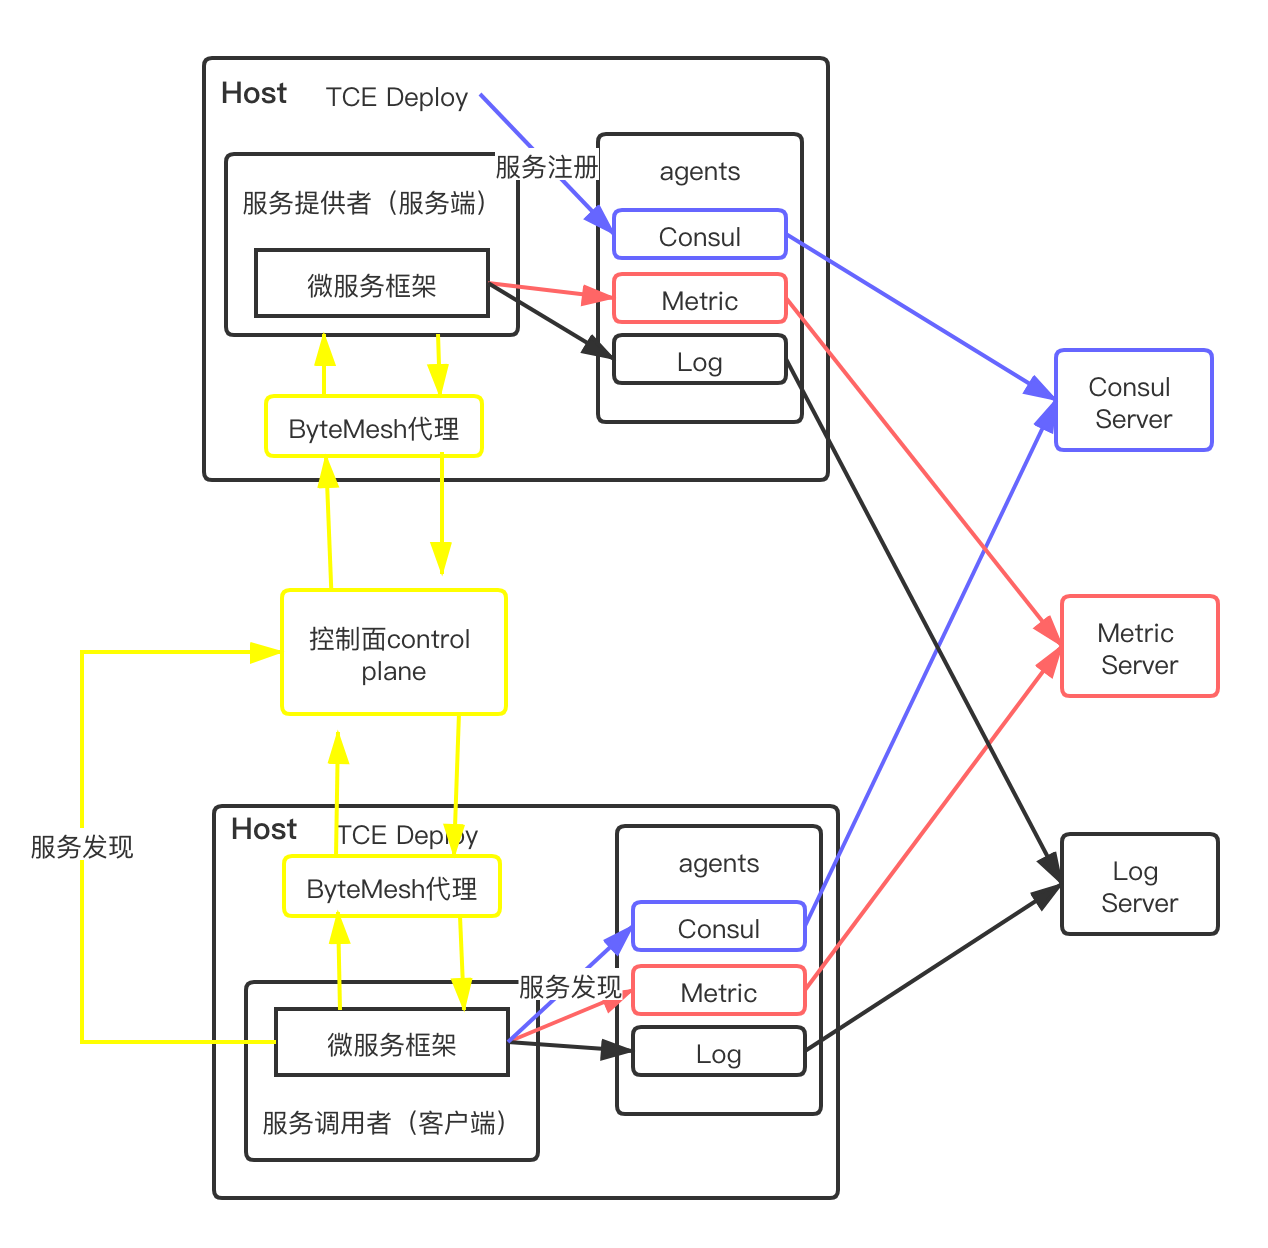 Host
TCE Deploy
服务注册
agents
服务提供者（服务端）
Consul
微服务框架
Metric
Log
ByteMesh代理
Consul
Server
控制面control
plane
Metric
Server
服务发现
Host
TCE Deploy
agents
ByteMesh代理
Log
Server
Consul
服务发现
Metric
微服务框架
Log
服务调用者（客户端）